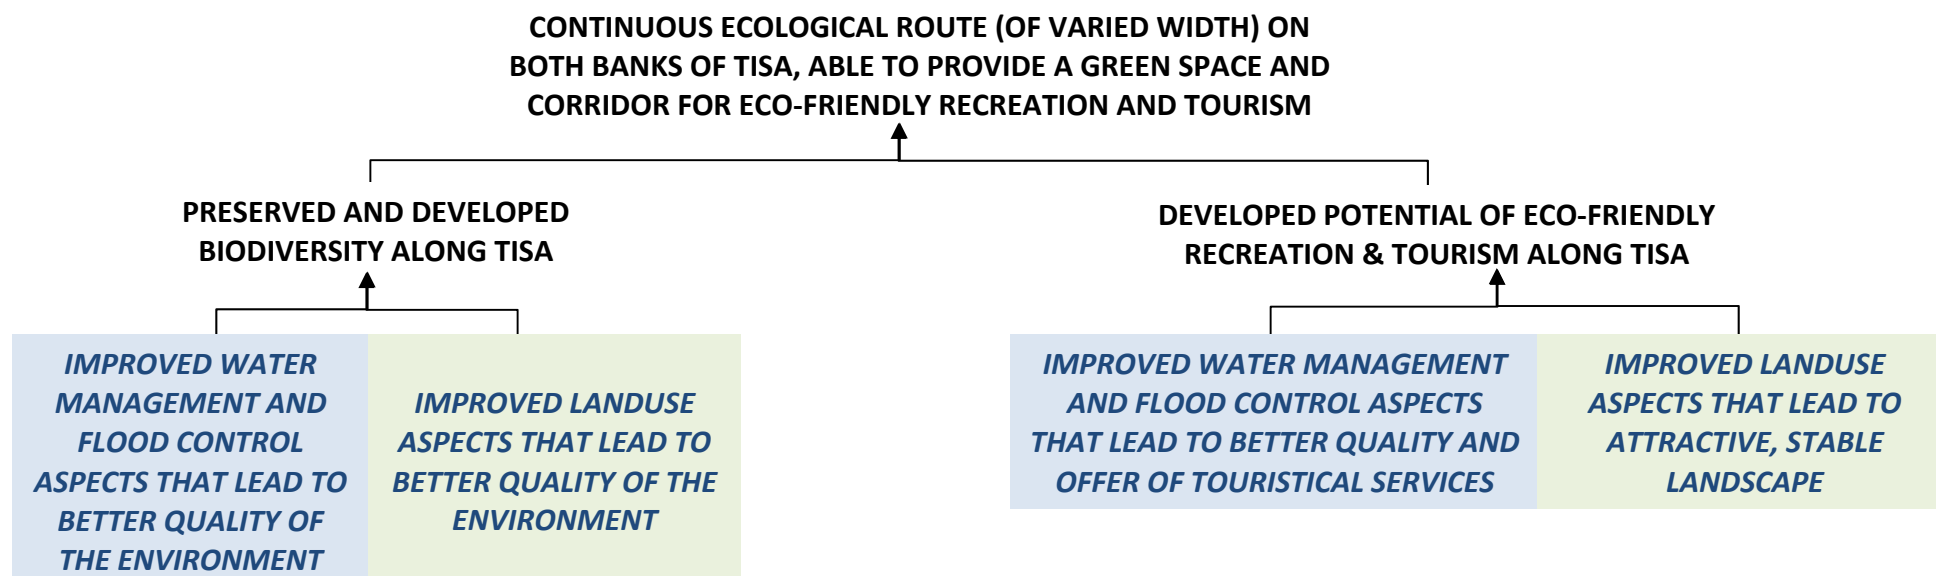 CONTINUOUS ECOLOGICAL ROUTE (OF VARIED WIDTH) ON
BOTH BANKS OF TISA, ABLE TO PROVIDE A GREEN SPACE AND
CORRIDOR FOR ECO-FRIENDLY RECREATION AND TOURISM
PRESERVED AND DEVELOPED
BIODIVERSITY ALONG TISA
DEVELOPED POTENTIAL OF ECO-FRIENDLY
RECREATION & TOURISM ALONG TISA
IMPROVED WATER
MANAGEMENT AND
FLOOD CONTROL
ASPECTS THAT LEAD TO
BETTER QUALITY OF
THE ENVIRONMENT
IMPROVED LANDUSE
ASPECTS THAT LEAD TO
BETTER QUALITY OF THE
ENVIRONMENT
IMPROVED WATER MANAGEMENT
AND FLOOD CONTROL ASPECTS
THAT LEAD TO BETTER QUALITY AND
OFFER OF TOURISTICAL SERVICES
IMPROVED LANDUSE
ASPECTS THAT LEAD TO
ATTRACTIVE, STABLE
LANDSCAPE